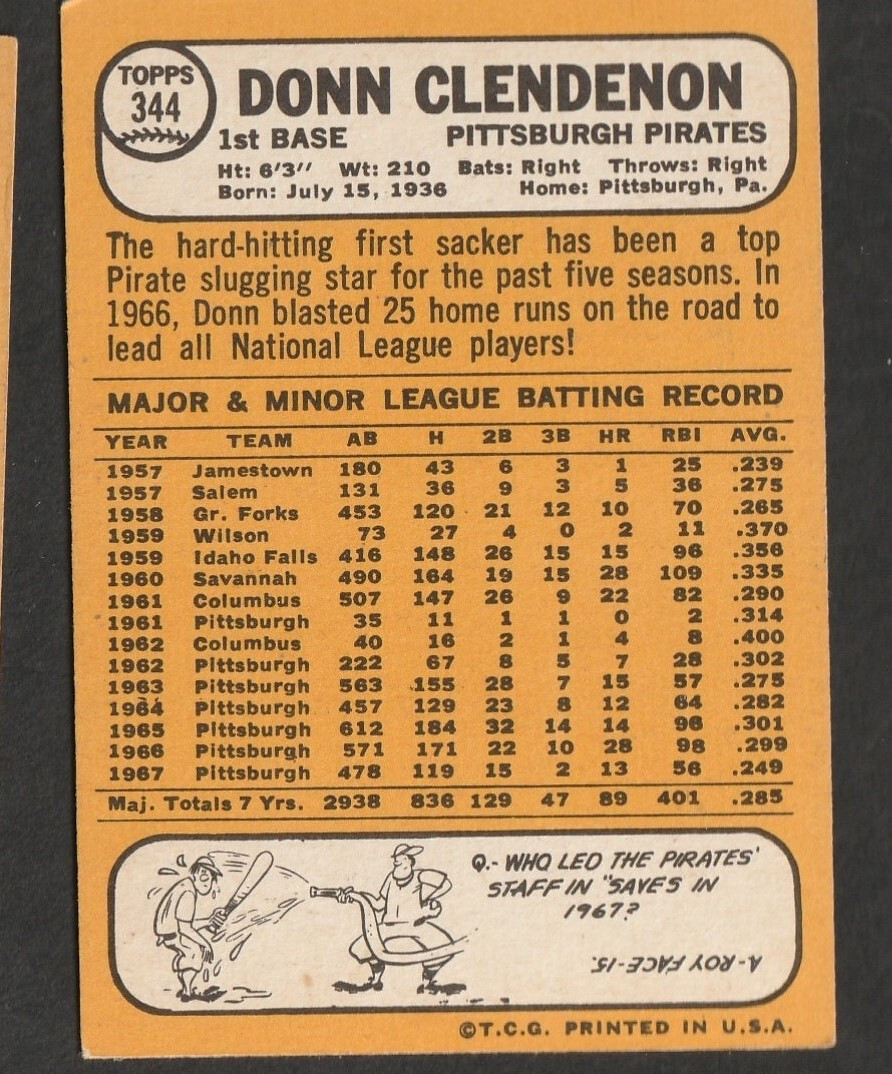 TOPPS
344
DONN CLENDENON
1st BASE PITTSBURGH PIRATES
Ht: 6'3'' Wt: 210 Bats: Right Throws: Right
Born: July 15, 1936 Home: Pittsburgh, Pa.
The hard-hitting first sacker has been a top
Pirate slugging star for the past five seasons. In
1966, Donn blasted 25 home runs on the road to
lead all National League players!
MAJOR & MINOR LEAGUE BATTING RECORD
YEAR TEAM AB H 2B 3B HR RBI AVG.
1957 Jamestown 180 43 6 3 1 25 .239
1957 Salem 131 36 9 3 5 36 .275
1958 Gr. Forks 453 120 21 12 10 70 .265
1959 Wilson 73 27 4 0 2 11 .370
1959 Idaho Falls 416 148 26 15 15 96 .356
1960 Savannah 490 164 19 15 28 109 .335
1961 Columbus 507 147 26 9 22 82 .290
1961 Pittsburgh 35 11 1 1 0 2 .314
1962 Columbus 40 16 2 1 4 8 .400
1962 Pittsburgh 222 67 8 5 7 28 .302
1963 Pittsburgh 563 155 28 7 15 57 .275
1964 Pittsburgh 457 129 23 8 12 64 .282
1965 Pittsburgh 612 184 32 14 14 96 .301
1966 Pittsburgh 571 171 22 10 28 98 .299
1967 Pittsburgh 478 119 15 2 13 56 .249
Maj. Totals 7 Yrs. 2938 836 129 47 89 401 .285
Q.- WHO LED THE PIRATES'
STAFF IN "SAVES IN
1967?
A-ROY FACE-15.
©T.C.G. PRINTED IN U.S.A.